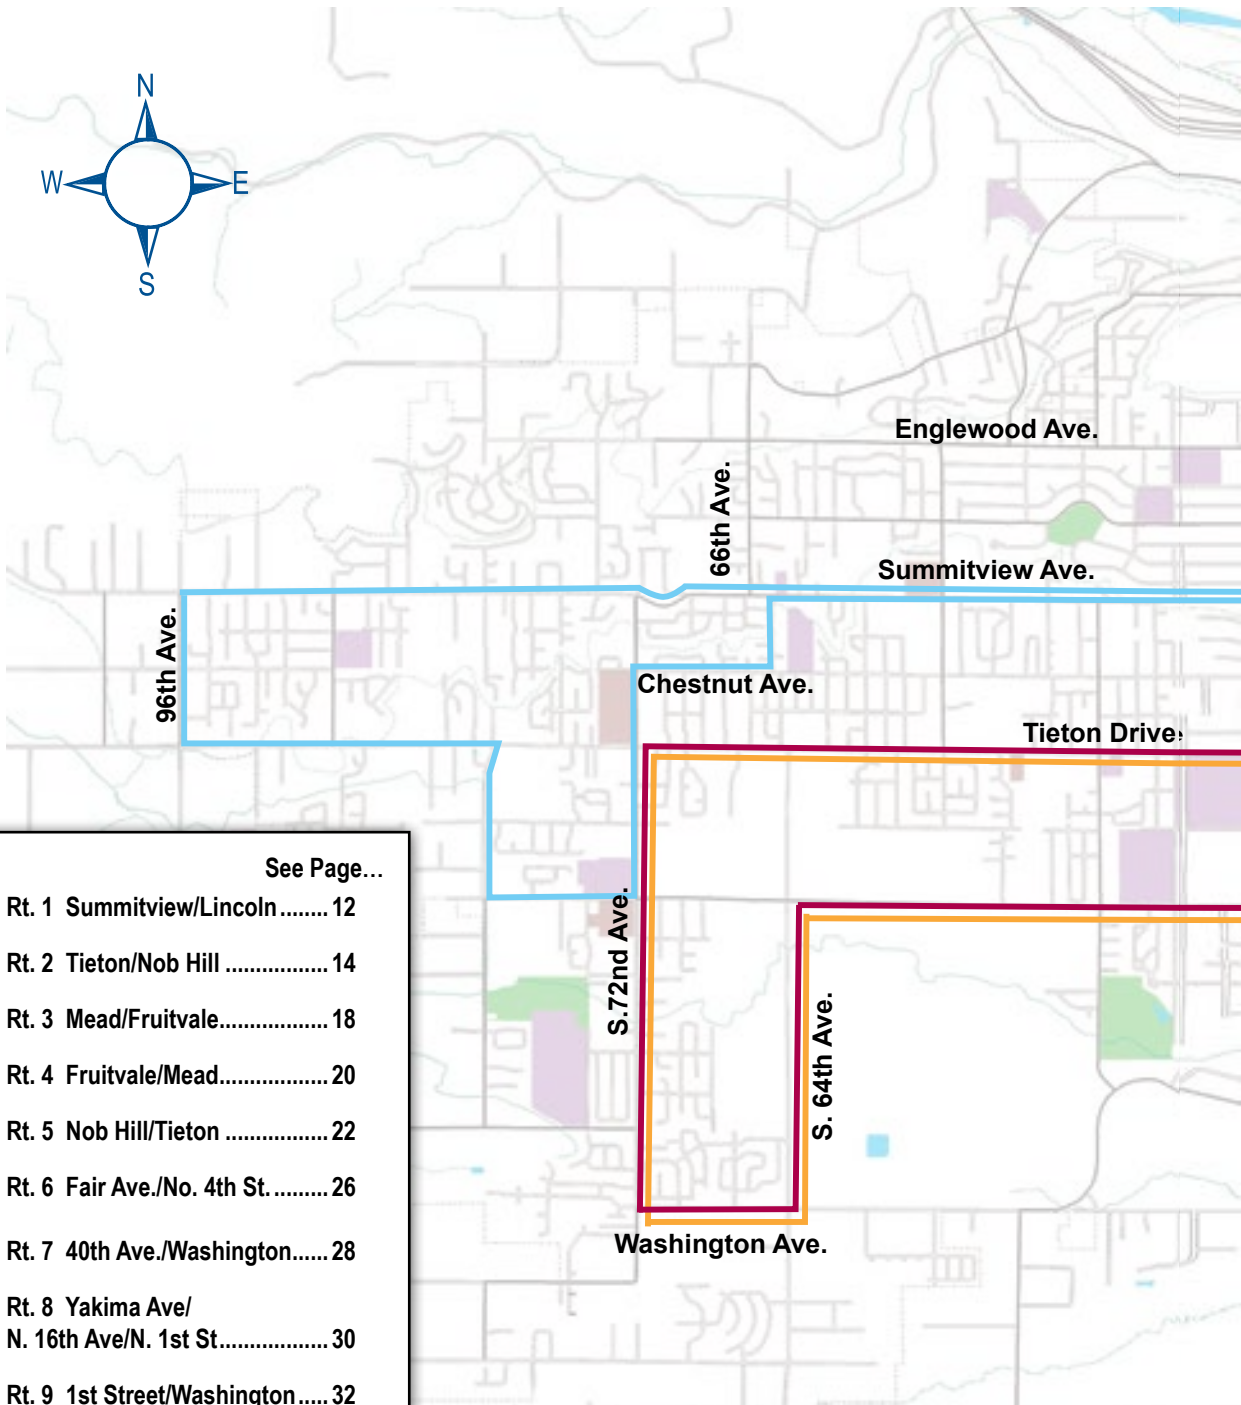 N
W E
S
Englewood Ave.
66th Ave.
Summitview Ave.
96th Ave.
Chestnut Ave.
Tieton Drive
See Page…
Rt. 1 Summitview/Lincoln ........ 12
Rt. 2 Tieton/Nob Hill ................. 14
Rt. 3 Mead/Fruitvale.................. 18
Rt. 4 Fruitvale/Mead.................. 20
Rt. 5 Nob Hill/Tieton ................. 22
Rt. 6 Fair Ave./No. 4th St. ......... 26
Rt. 7 40th Ave./Washington...... 28
Rt. 8 Yakima Ave/
N. 16th Ave/N. 1st St.................. 30
Rt. 9 1st Street/Washington ..... 32
S.72nd Ave.
S. 64th Ave.
Washington Ave.